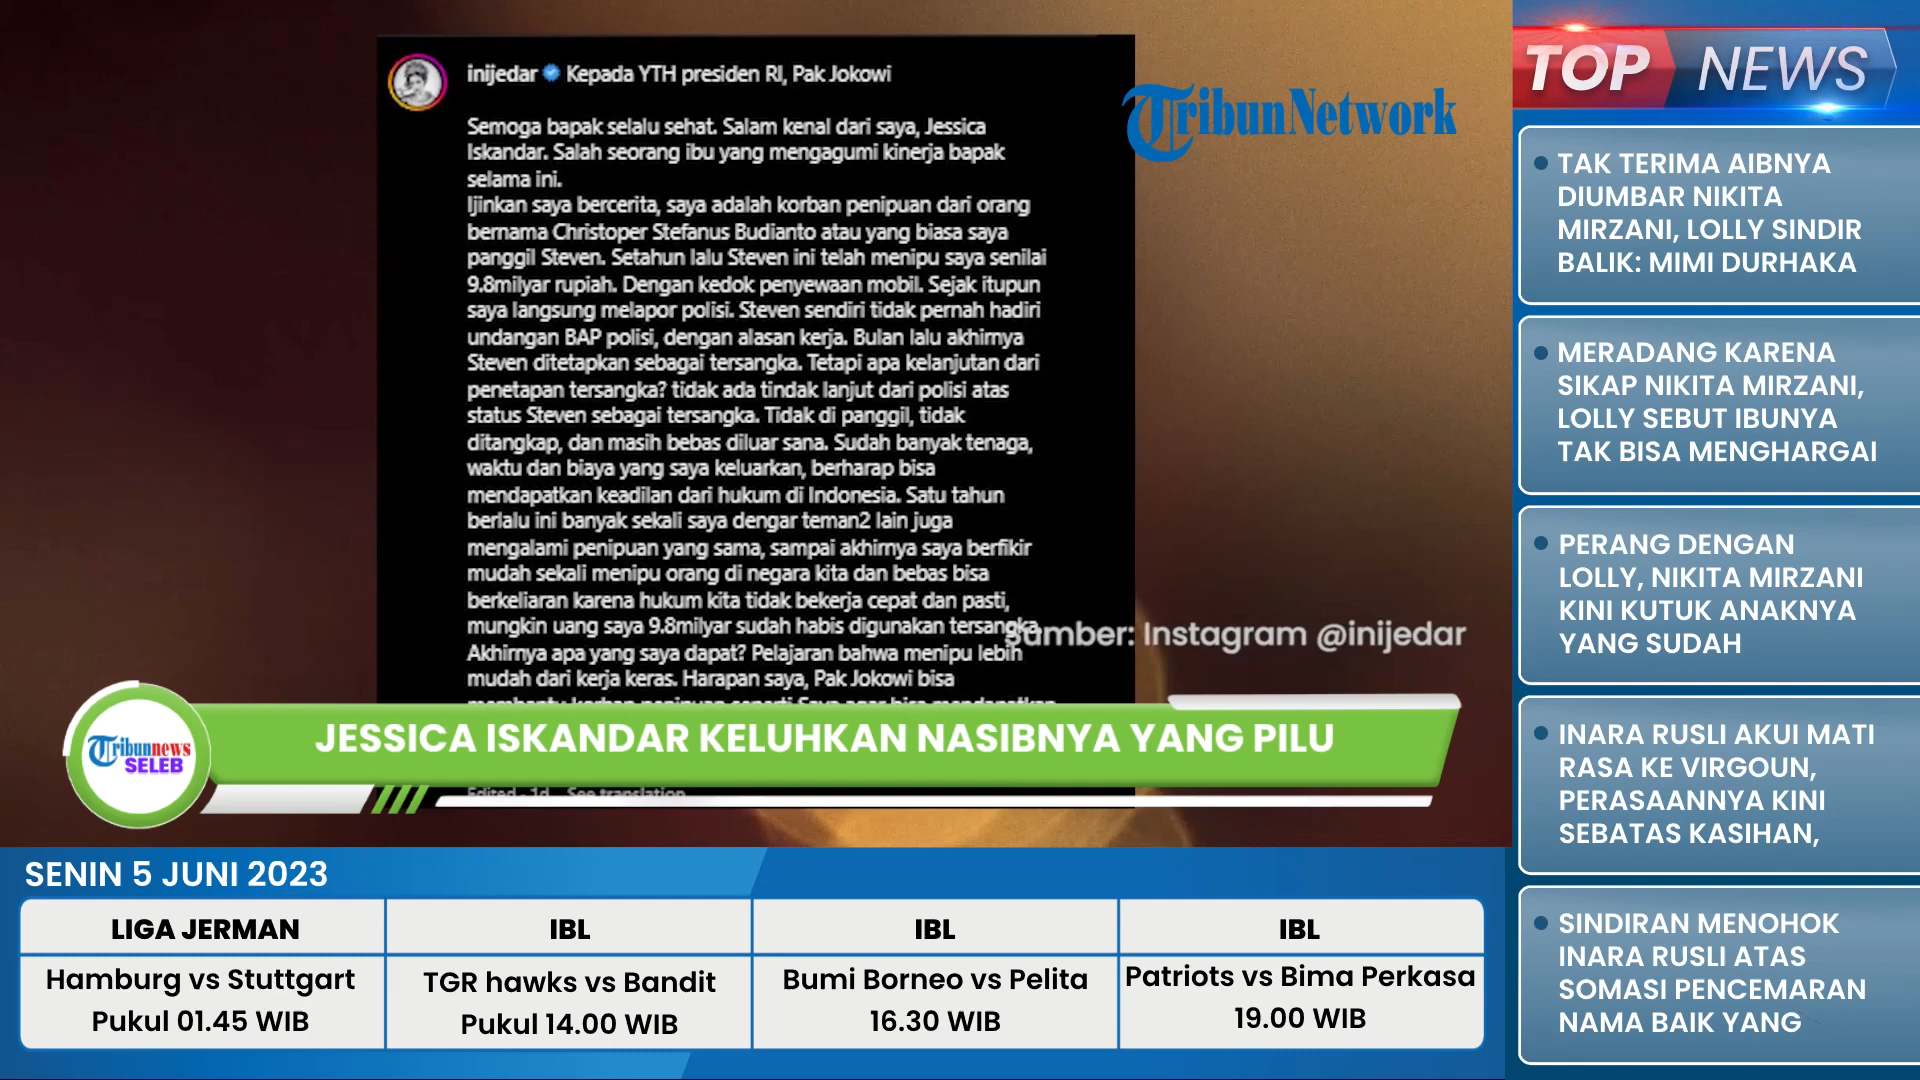 inijedar Kepada YTH presiden RI, Pak Jokowi
Semoga bapak selalu sehat. Salam kenal dari saya, Jessica
Iskandar. Salah seorang ibu yang mengagumi kinerja bapak
selama ini.
Ijinkan saya bercerita, saya adalah korban penipuan dari orang
bernama Christoper Stefanus Budianto atau yang biasa saya
panggil Steven. Setahun lalu Steven ini telah menipu saya senilai
9.8milyar rupiah. Dengan kedok penyewaan mobil. Sejak itupun
saya langsung melapor polisi. Steven sendiri tidak pernah hadiri
undangan BAP polisi, dengan alasan kerja. Bulan lalu akhirnya
Steven ditetapkan sebagai tersangka. Tetapi apa kelanjutan dari
penetapan tersangka? tidak ada tindak lanjut dari polisi atas
status Steven sebagai tersangka. Tidak di panggil, tidak
ditangkap, dan masih bebas diluar sana. Sudah banyak tenaga,
waktu dan biaya yang saya keluarkan, berharap bisa
mendapatkan keadilan dari hukum di Indonesia. Satu tahun
berlalu ini banyak sekali saya dengar teman2 lain juga
mengalami penipuan yang sama, sampai akhirnya saya berfikir
mudah sekali menipu orang di negara kita dan bebas bisa
berkeliaran karena hukum kita tidak bekerja cepat dan pasti,
mungkin uang saya 9.8milyar sudah habis digunakan tersangka.
Akhirnya apa yang saya dapat? Pelajaran bahwa menipu lebih
mudah dari kerja keras. Harapan saya, Pak Jokowi bisa
Edited · 1d See translation
TribunNetwork
Sumber: Instagram @inijedar
Tribunnews
SELEB
JESSICA ISKANDAR KELUHKAN NASIBNYA YANG PILU
SENIN 5 JUNI 2023
LIGA JERMAN
Hamburg vs Stuttgart
Pukul 01.45 WIB
IBL
TGR hawks vs Bandit
Pukul 14.00 WIB
IBL
Bumi Borneo vs Pelita
16.30 WIB
IBL
Patriots vs Bima Perkasa
19.00 WIB
TOP NEWS
TAK TERIMA AIBNYA
DIUMBAR NIKITA
MIRZANI, LOLLY SINDIR
BALIK: MIMI DURHAKA
MERADANG KARENA
SIKAP NIKITA MIRZANI,
LOLLY SEBUT IBUNYA
TAK BISA MENGHARGAI
PERANG DENGAN
LOLLY, NIKITA MIRZANI
KINI KUTUK ANAKNYA
YANG SUDAH
INARA RUSLI AKUI MATI
RASA KE VIRGOUN,
PERASAANNYA KINI
SEBATAS KASIHAN,
SINDIRAN MENOHOK
INARA RUSLI ATAS
SOMASI PENCEMARAN
NAMA BAIK YANG